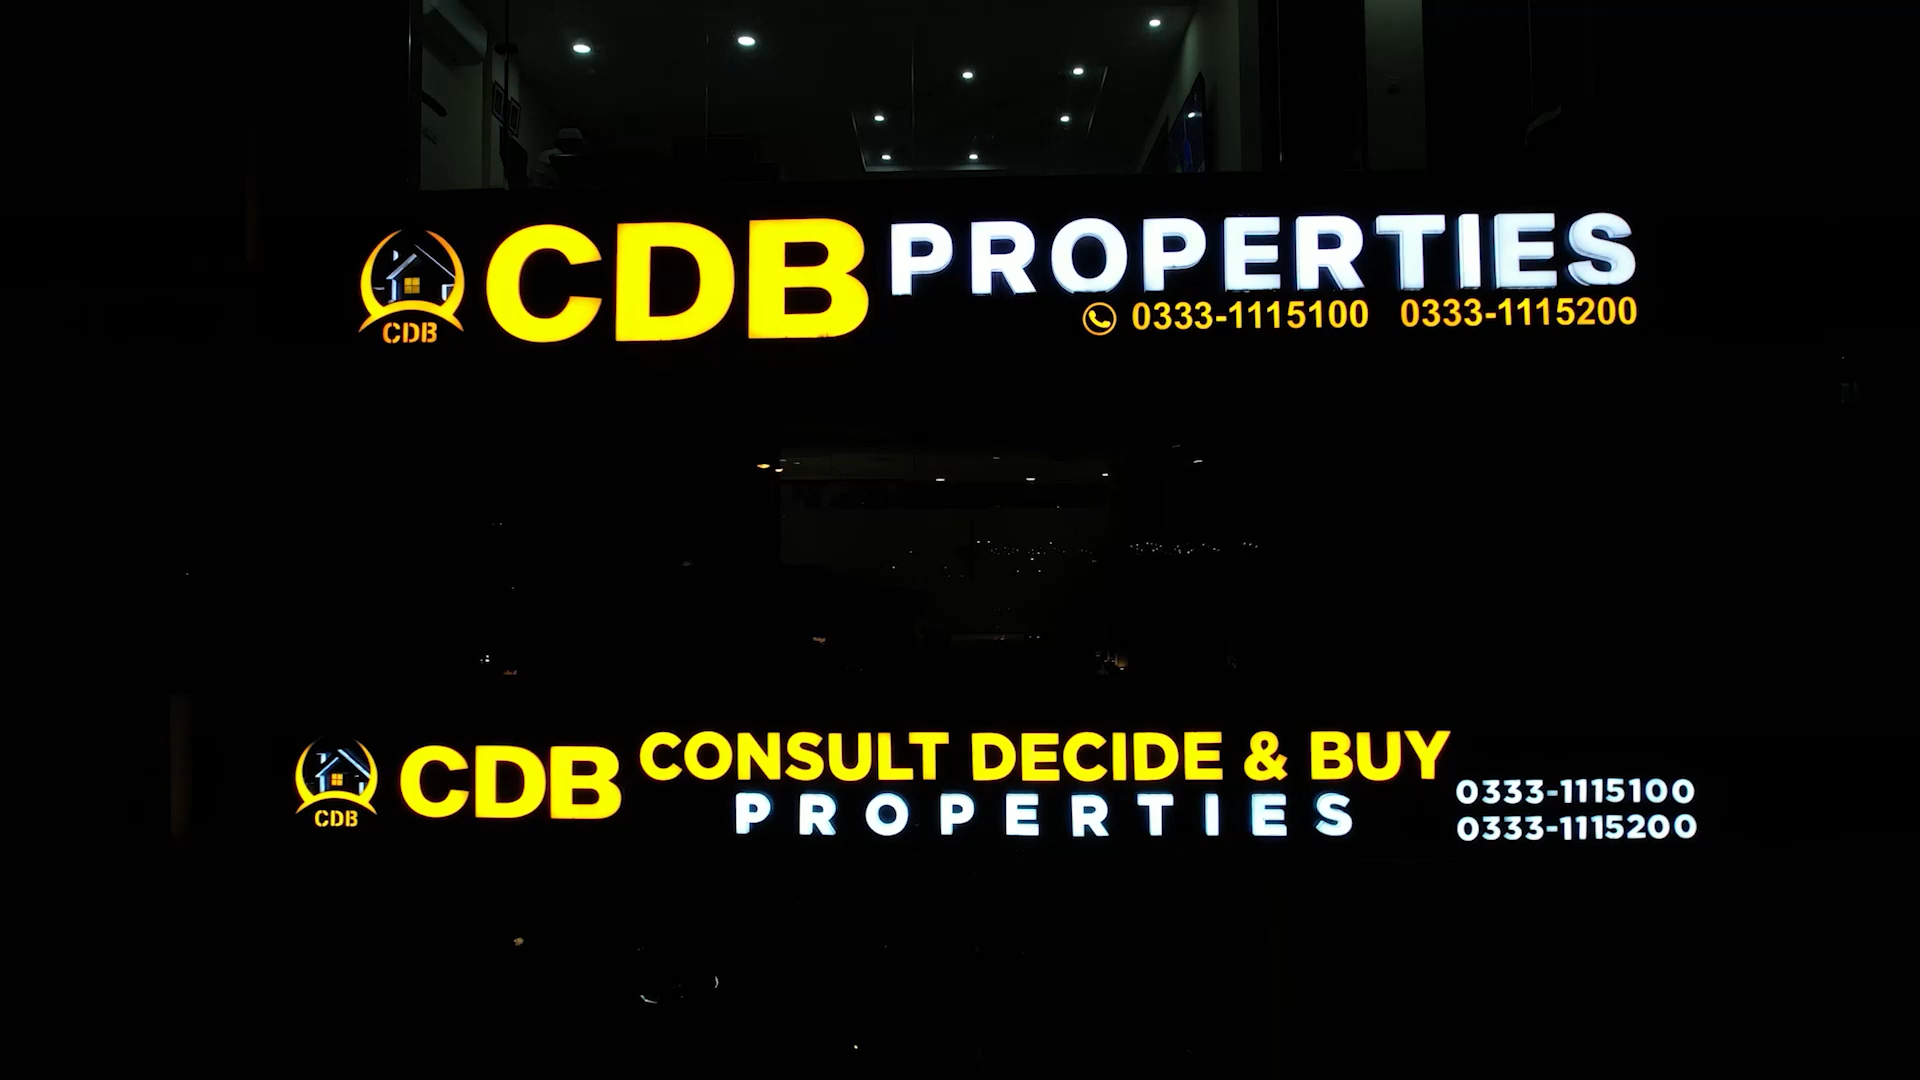 CDB PROPERTIES
CDB
0333-1115100 0333-1115200
CDB CONSULT DECIDE & BUY
PROPERTIES
CDB
0333-1115100
0333-1115200